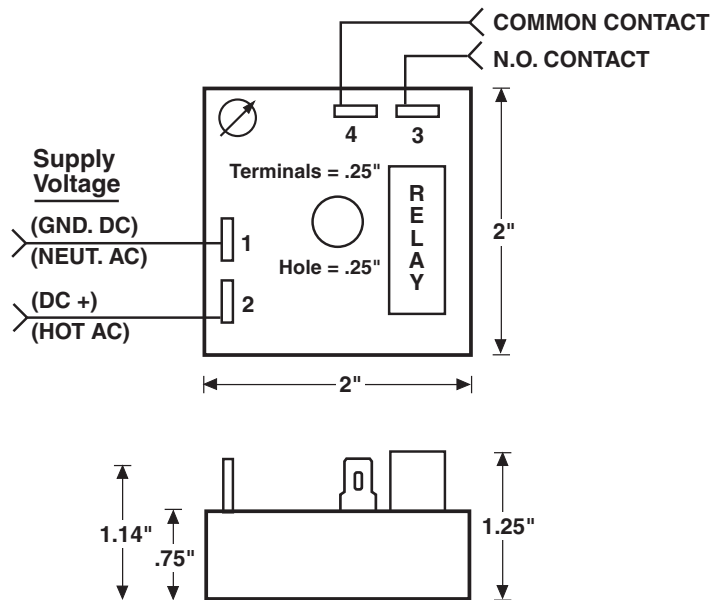 COMMON CONTACT
N.O. CONTACT
4
3
Supply
Voltage
Terminals = .25"
RELAY
(GND. DC)
1
(NEUT. AC)
2"
Hole = .25"
(DC +)
2
(HOT AC)
2"
1.14"
.75"
1.25"